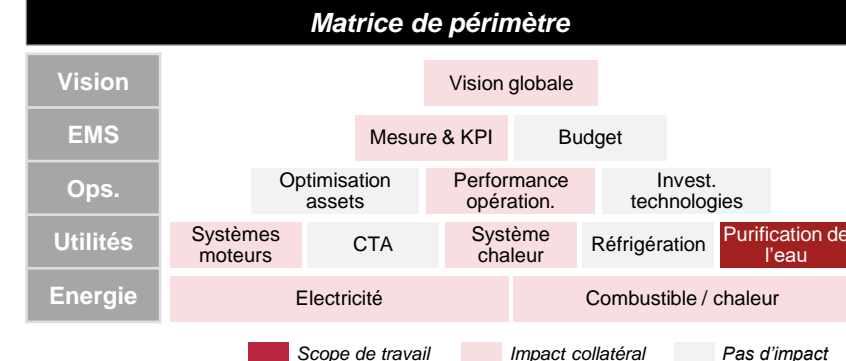 Matrice de périmètre
Vision
Vision globale
EMS
Mesure & KPI
Budget
Ops.
Optimisation
assets
Performance
opération.
Invest.
technologies
Utilités
Systèmes
moteurs
CTA
Système
chaleur
Réfrigération
Purification de
l'eau
Energie
Electricité
Combustible / chaleur
Scope de travail
Impact collatéral
Pas d'impact